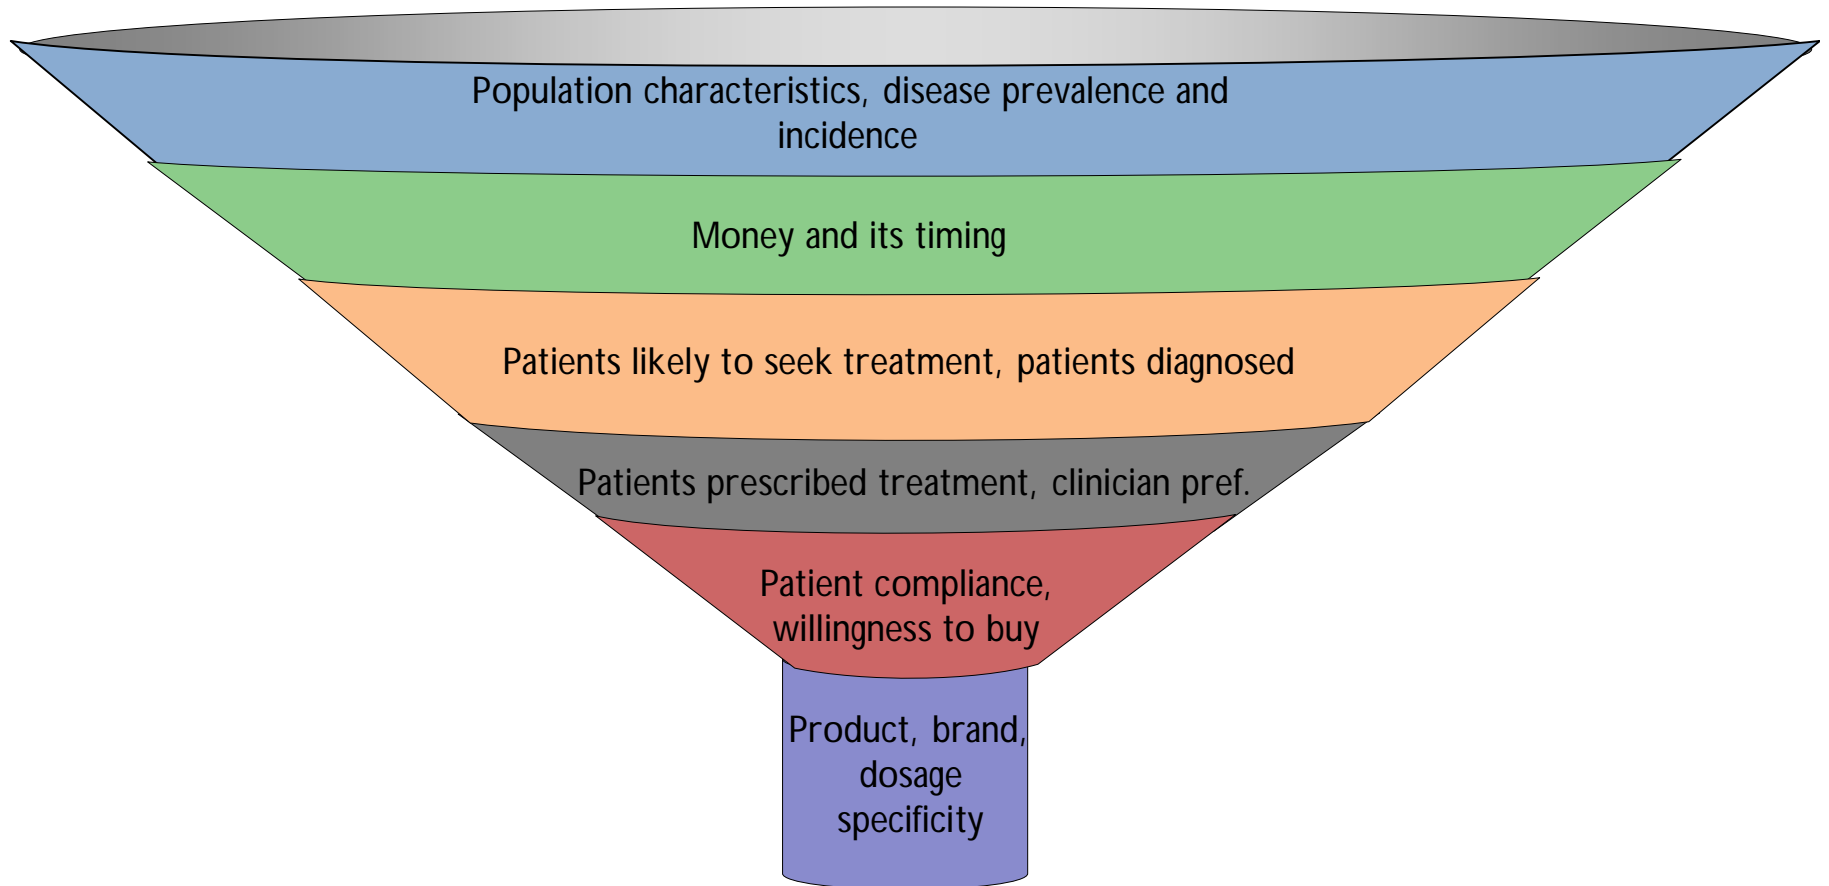 Population characteristics, disease prevalence and
incidence
Money and its timing
Patients likely to seek treatment, patients diagnosed
Patients prescribed treatment, clinician pref.
Patient compliance,
willingness to buy
Product, brand,
dosage
specificity